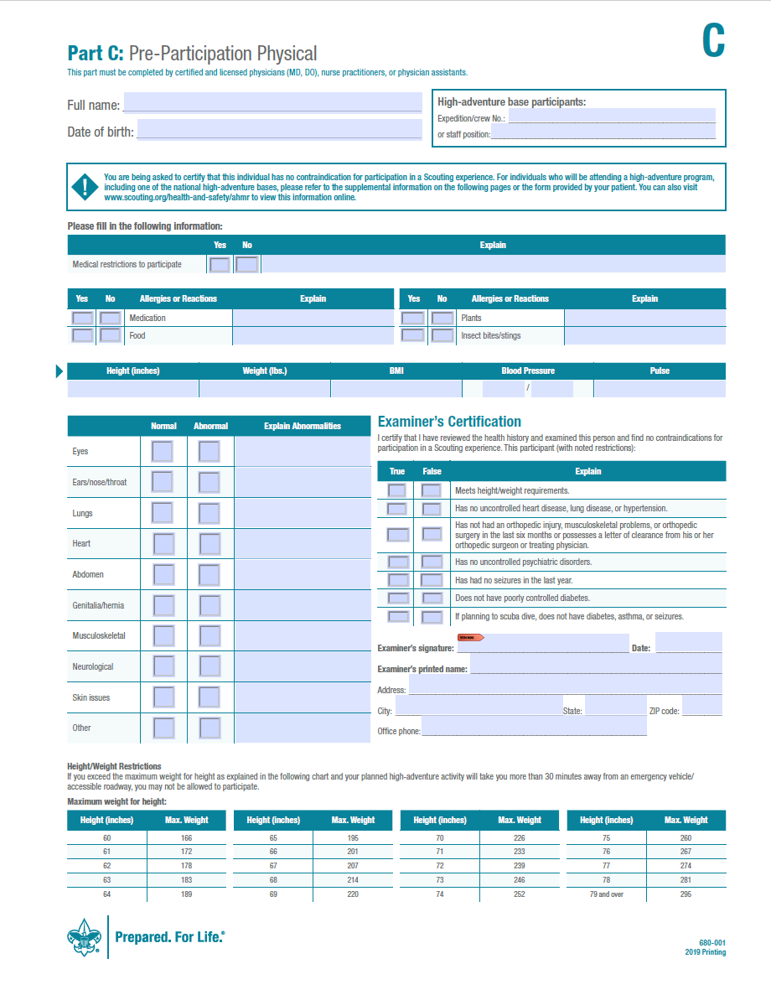 C
Part C: Pre-Participation Physical
This part must be completed by certified and licensed physicians (MD, DO), nurse practitioners, or physician assistants.
Full name:
Date of birth:
High-adventure base participants:
Expedition/crew No.:
or staff position:
!
You are being asked to certify that this individual has no contraindication for participation in a Scouting experience. For individuals who will be attending a high-adventure program,
including one of the national high-adventure bases, please refer to the supplemental information on the following pages or the form provided by your patient. You can also visit
www.scouting.org/health-and-safety/ahmr to view this information online.
Please fill in the following information:
Yes No Explain
Medical restrictions to participate
Yes No Allergies or Reactions Explain
Medication
Food
Yes No Allergies or Reactions Explain
Plants
Insect bites/stings
Height (inches) Weight (lbs.) BMI Blood Pressure Pulse
/
Normal Abnormal Explain Abnormalities
Eyes
Ears/nose/throat
Lungs
Heart
Abdomen
Genitalia/hernia
Musculoskeletal
Neurological
Skin issues
Other
Examiner's Certification
I certify that I have reviewed the health history and examined this person and find no contraindications for
participation in a Scouting experience. This participant (with noted restrictions):
True False Explain
Meets height/weight requirements.
Has no uncontrolled heart disease, lung disease, or hypertension.
Has not had an orthopedic injury, musculoskeletal problems, or orthopedic
surgery in the last six months or possesses a letter of clearance from his or her
orthopedic surgeon or treating physician.
Has no uncontrolled psychiatric disorders.
Has had no seizures in the last year.
Does not have poorly controlled diabetes.
If planning to scuba dive, does not have diabetes, asthma, or seizures.
Examiner's signature: Date:
Examiner's printed name:
Address:
City: State: ZIP code:
Office phone:
Height/Weight Restrictions
If you exceed the maximum weight for height as explained in the following chart and your planned high-adventure activity will take you more than 30 minutes away from an emergency vehicle/
accessible roadway, you may not be allowed to participate.
Maximum weight for height:
Height (inches) Max. Weight Height (inches) Max. Weight Height (inches) Max. Weight Height (inches) Max. Weight
60 166 65 195 70 226 75 260
61 172 66 201 71 233 76 267
62 178 67 207 72 239 77 274
63 183 68 214 73 246 78 281
64 189 69 220 74 252 79 and over 295
Prepared. For Life.®
680-001
2019 Printing